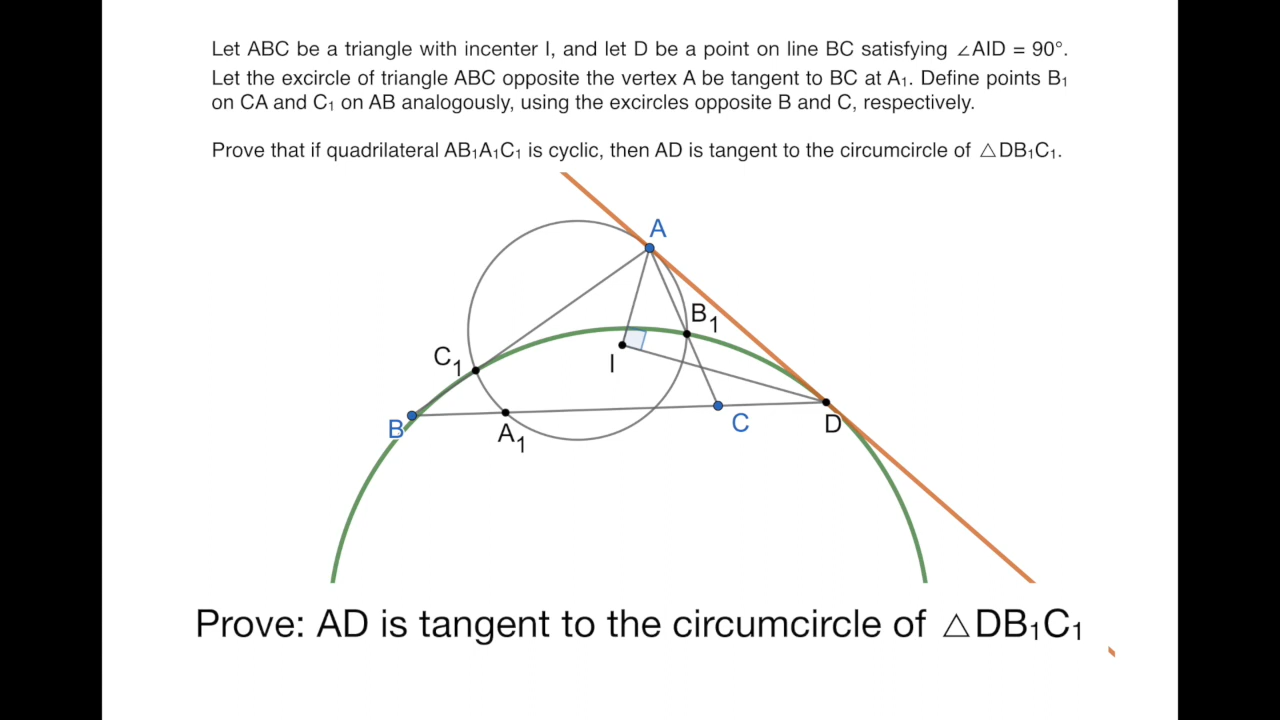 Let ABC be a triangle with incenter I, and let D be a point on line BC satisfying ∠AID = 90°.
Let the excircle of triangle ABC opposite the vertex A be tangent to BC at A₁. Define points B₁
on CA and C₁ on AB analogously, using the excircles opposite B and C, respectively.
Prove that if quadrilateral AB₁A₁C₁ is cyclic, then AD is tangent to the circumcircle of △DB₁C₁.
A
B₁
C₁
I
B
A₁
C
D
Prove: AD is tangent to the circumcircle of △DB₁C₁